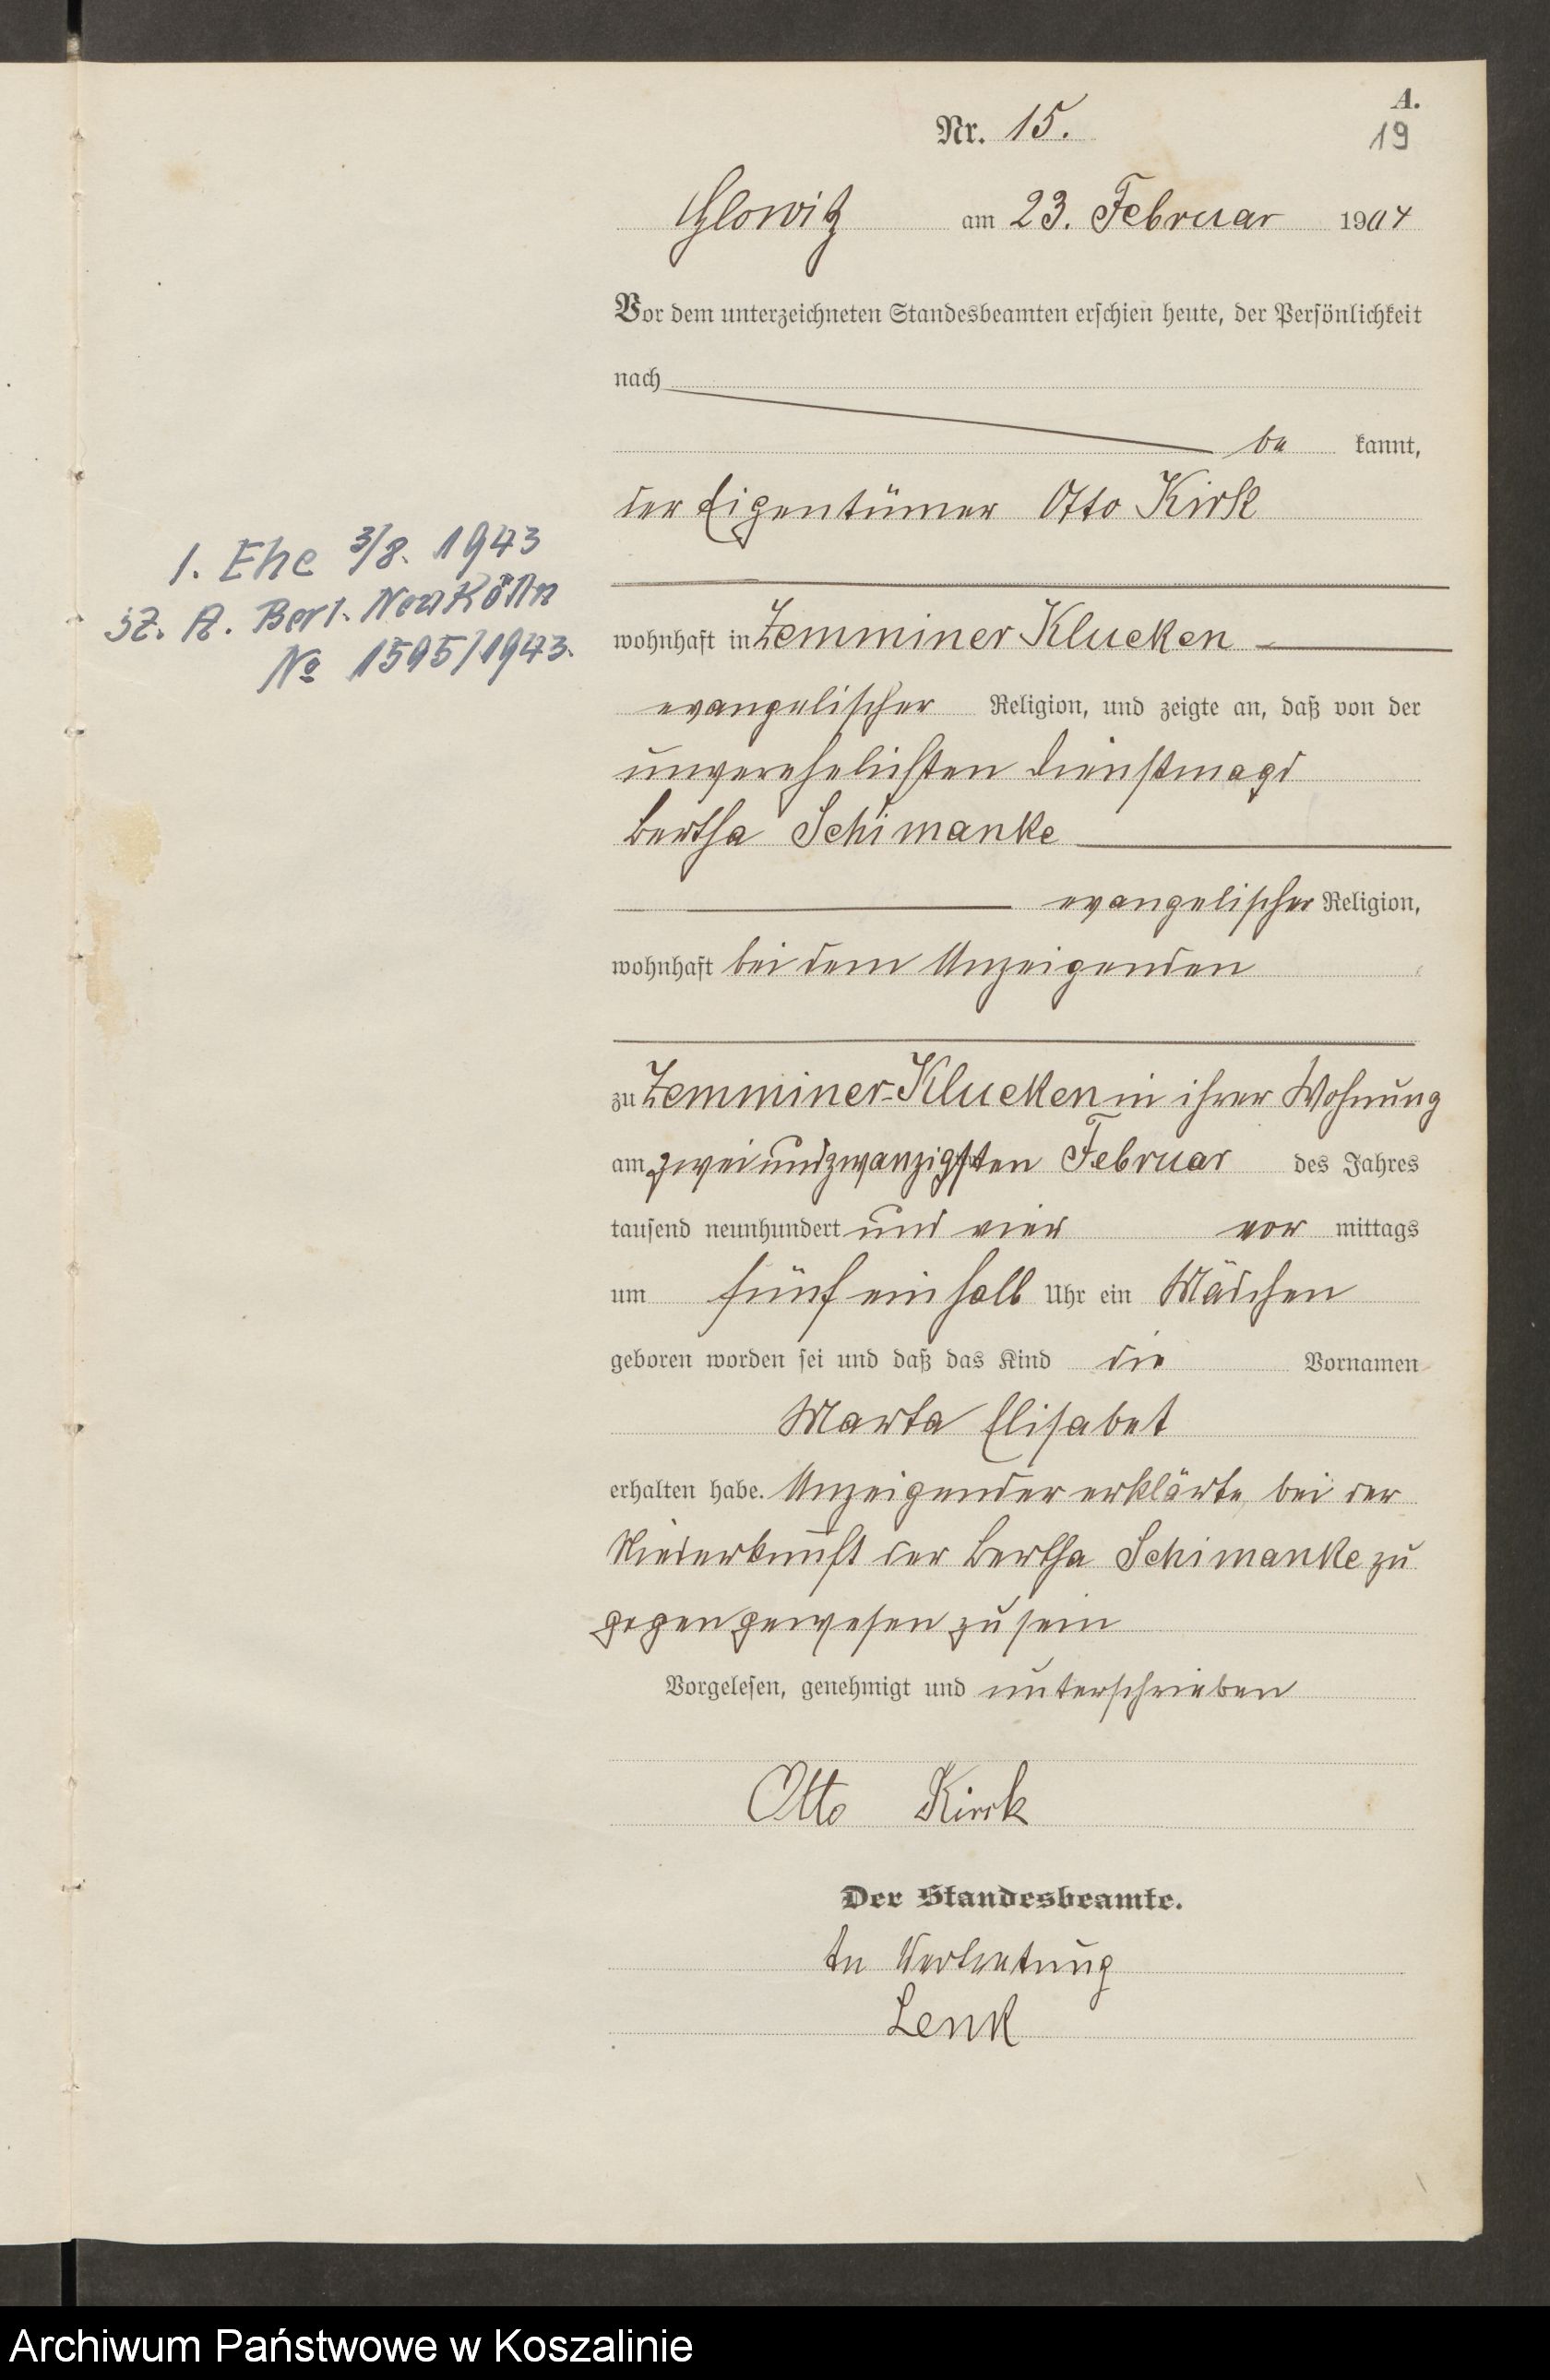 A.
Nr. 15.
19
Glowitz am 23. Februar 1904
Vor dem unterzeichneten Standesbeamten erschien heute, der Persönlichkeit
nach
be kannt,
der Eigentümer Otto Kirk
wohnhaft in Zemminer Klucken
evangelischer Religion, und zeigte an, daß von der
unverehelichten Dienstmagd
Bertha Schimanke
evangelischer Religion,
wohnhaft bei dem Anzeigenden
zu Zemminer-Klucken in ihrer Wohnung
am zweiundzwanzigsten Februar des Jahres
tausend neunhundert und vier vor mittags
um fünf einhalb Uhr ein Mädchen
geboren worden sei und daß das Kind die Vornamen
Marta Elisabet
erhalten habe. Anzeigender erklärte, bei der
Niederkunft der Bertha Schimanke zu
gegen gewesen zu sein
Vorgelesen, genehmigt und unterschrieben
Otto Kirck
Der Standesbeamte.
In Vertretung
Lenk
1. Ehe 3/8. 1943
St. A. Berl. Neukölln
No 1595/1943.
Archiwum Państwowe w Koszalinie